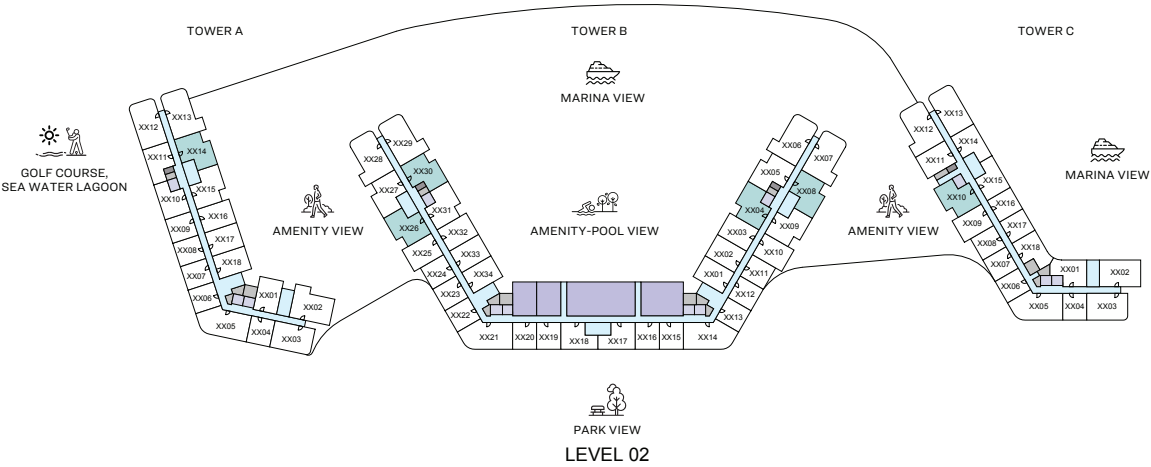 TOWER A
TOWER B
TOWER C
MARINA VIEW
GOLF COURSE,
SEA WATER LAGOON
AMENITY VIEW
AMENITY-POOL VIEW
AMENITY VIEW
MARINA VIEW
XX12
XX13
XX11
XX14
XX10
XX15
XX09
XX16
XX08
XX17
XX07
XX18
XX06
XX05
XX01
XX02
XX04
XX03
XX28
XX29
XX27
XX30
XX26
XX31
XX25
XX32
XX24
XX33
XX23
XX34
XX22
XX21
XX20
XX19
XX18
XX17
XX16
XX15
XX14
XX06
XX07
XX05
XX08
XX04
XX09
XX03
XX10
XX02
XX11
XX01
XX12
XX13
XX12
XX13
XX11
XX14
XX10
XX15
XX09
XX16
XX08
XX17
XX07
XX18
XX06
XX05
XX01
XX02
XX04
XX03
PARK VIEW
LEVEL 02